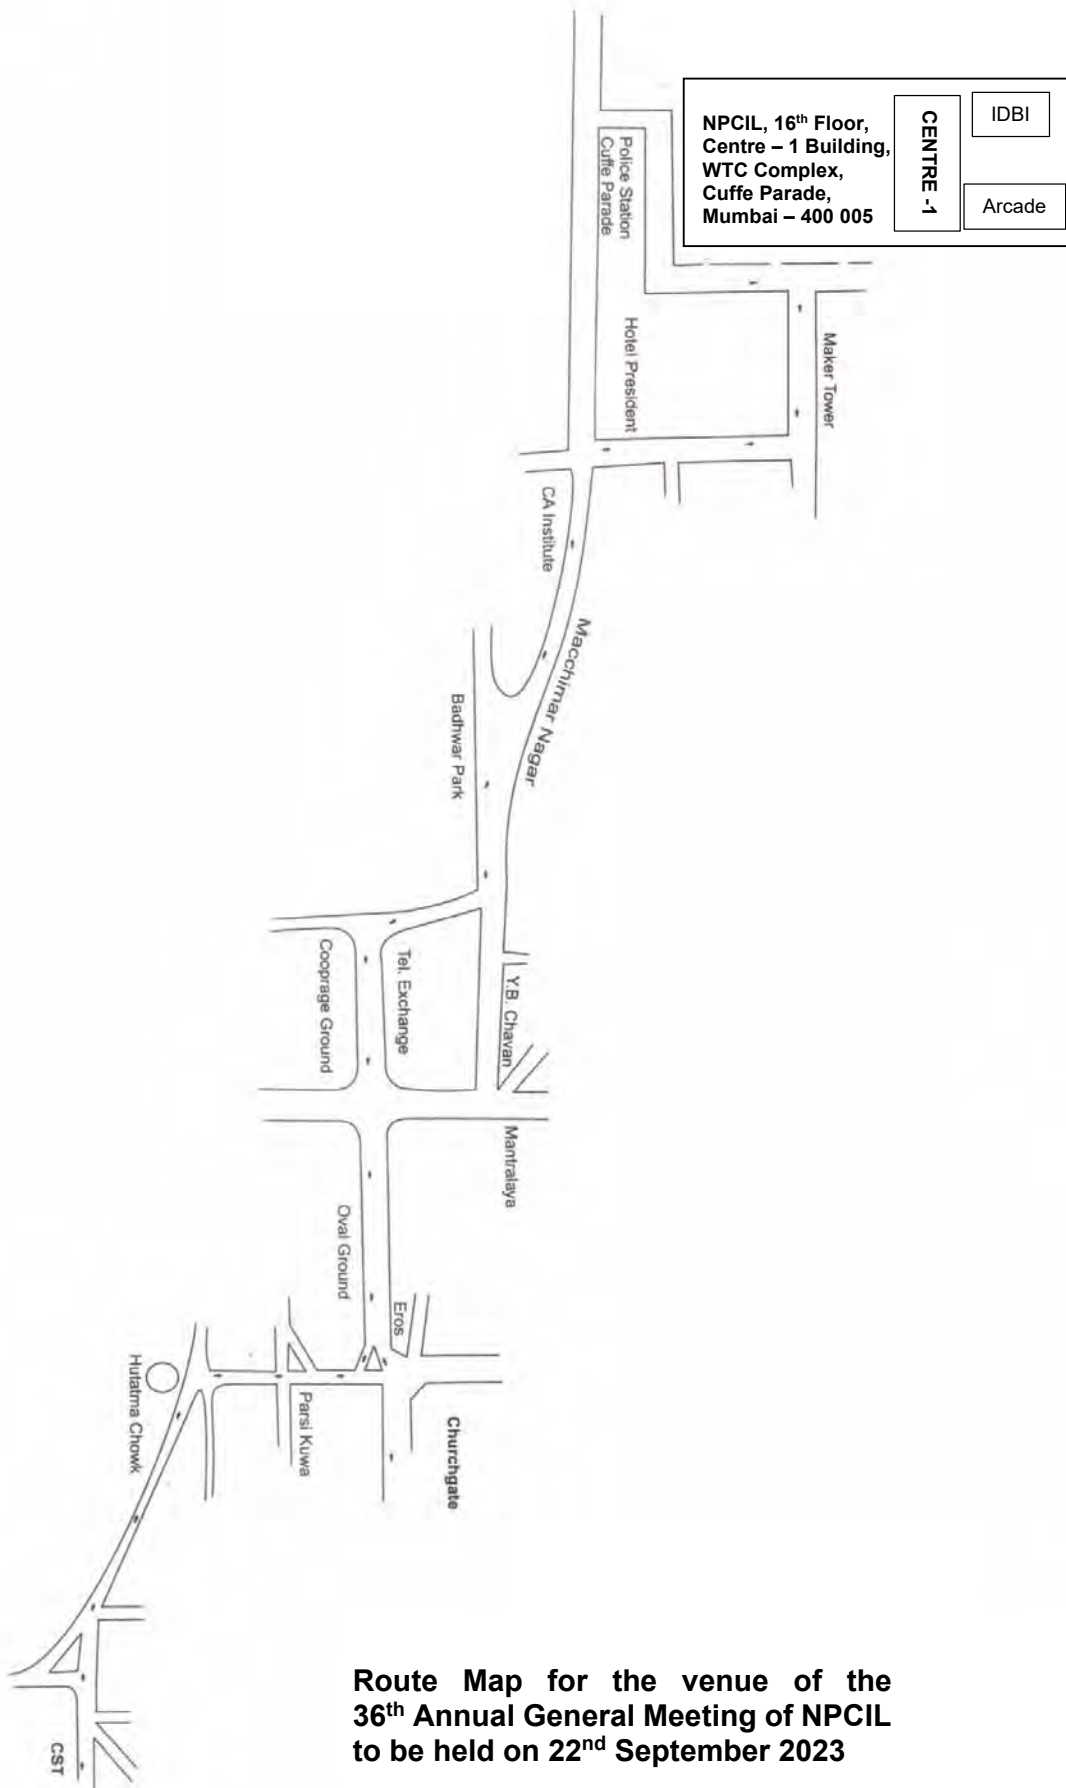 NPCIL, 16th Floor,
Centre – 1 Building,
WTC Complex,
Cuffe Parade,
Mumbai – 400 005
CENTRE -1
IDBI
Arcade
Police Station
Cuffe Parade
Hotel President
Maker Tower
CA Institute
Macchimar Nagar
Badhwar Park
Cooprage Ground
Tel. Exchange
Y.B. Chavan
Mantralaya
Oval Ground
Eros
Hutatma Chowk
Parsi Kuwa
Churchgate
CST
Route Map for the venue of the
36th Annual General Meeting of NPCIL
to be held on 22nd September 2023